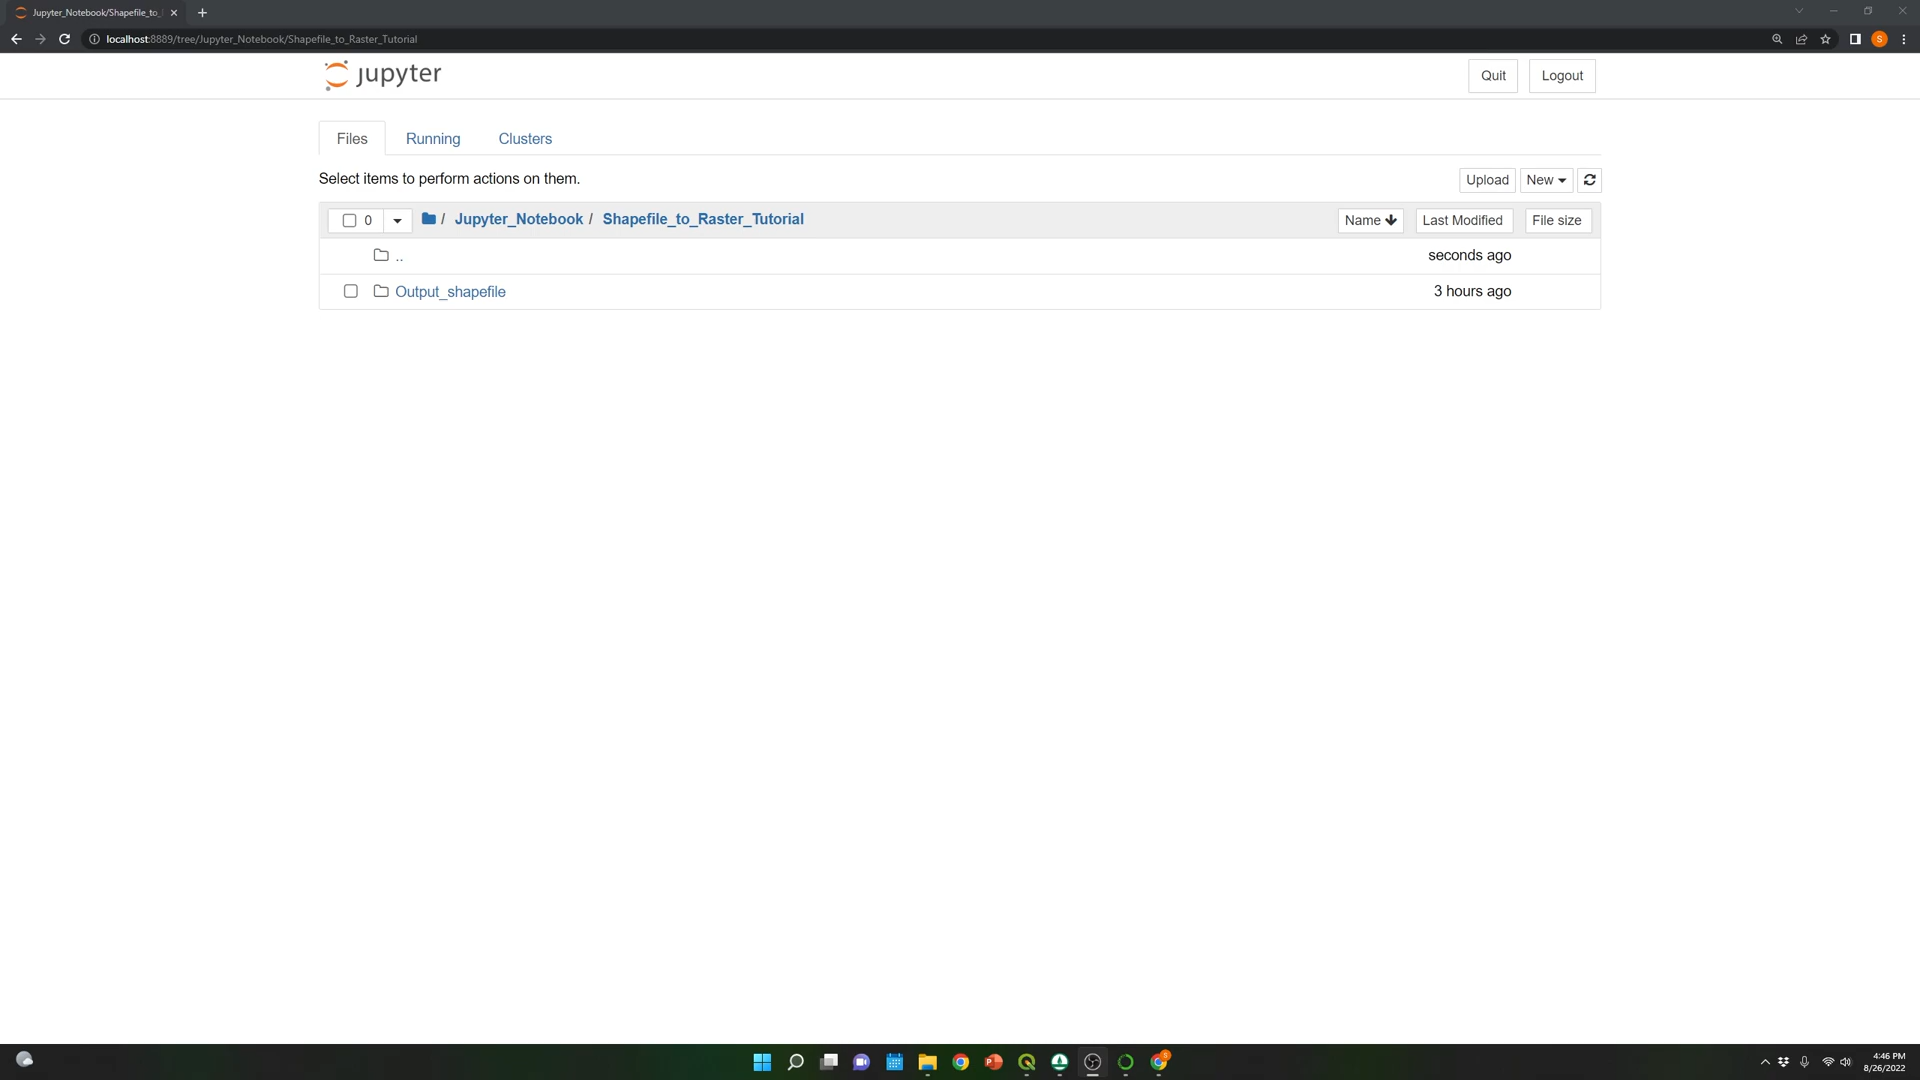 Jupyter_Notebook/Shapefile_to_
localhost:8889/tree/Jupyter_Notebook/Shapefile_to_Raster_Tutorial
S
jupyter
Quit
Logout
Files
Running
Clusters
Select items to perform actions on them.
Upload
New
0
/ Jupyter_Notebook / Shapefile_to_Raster_Tutorial
Name
Last Modified
File size
..
seconds ago
Output_shapefile
3 hours ago
4:46 PM
8/26/2022